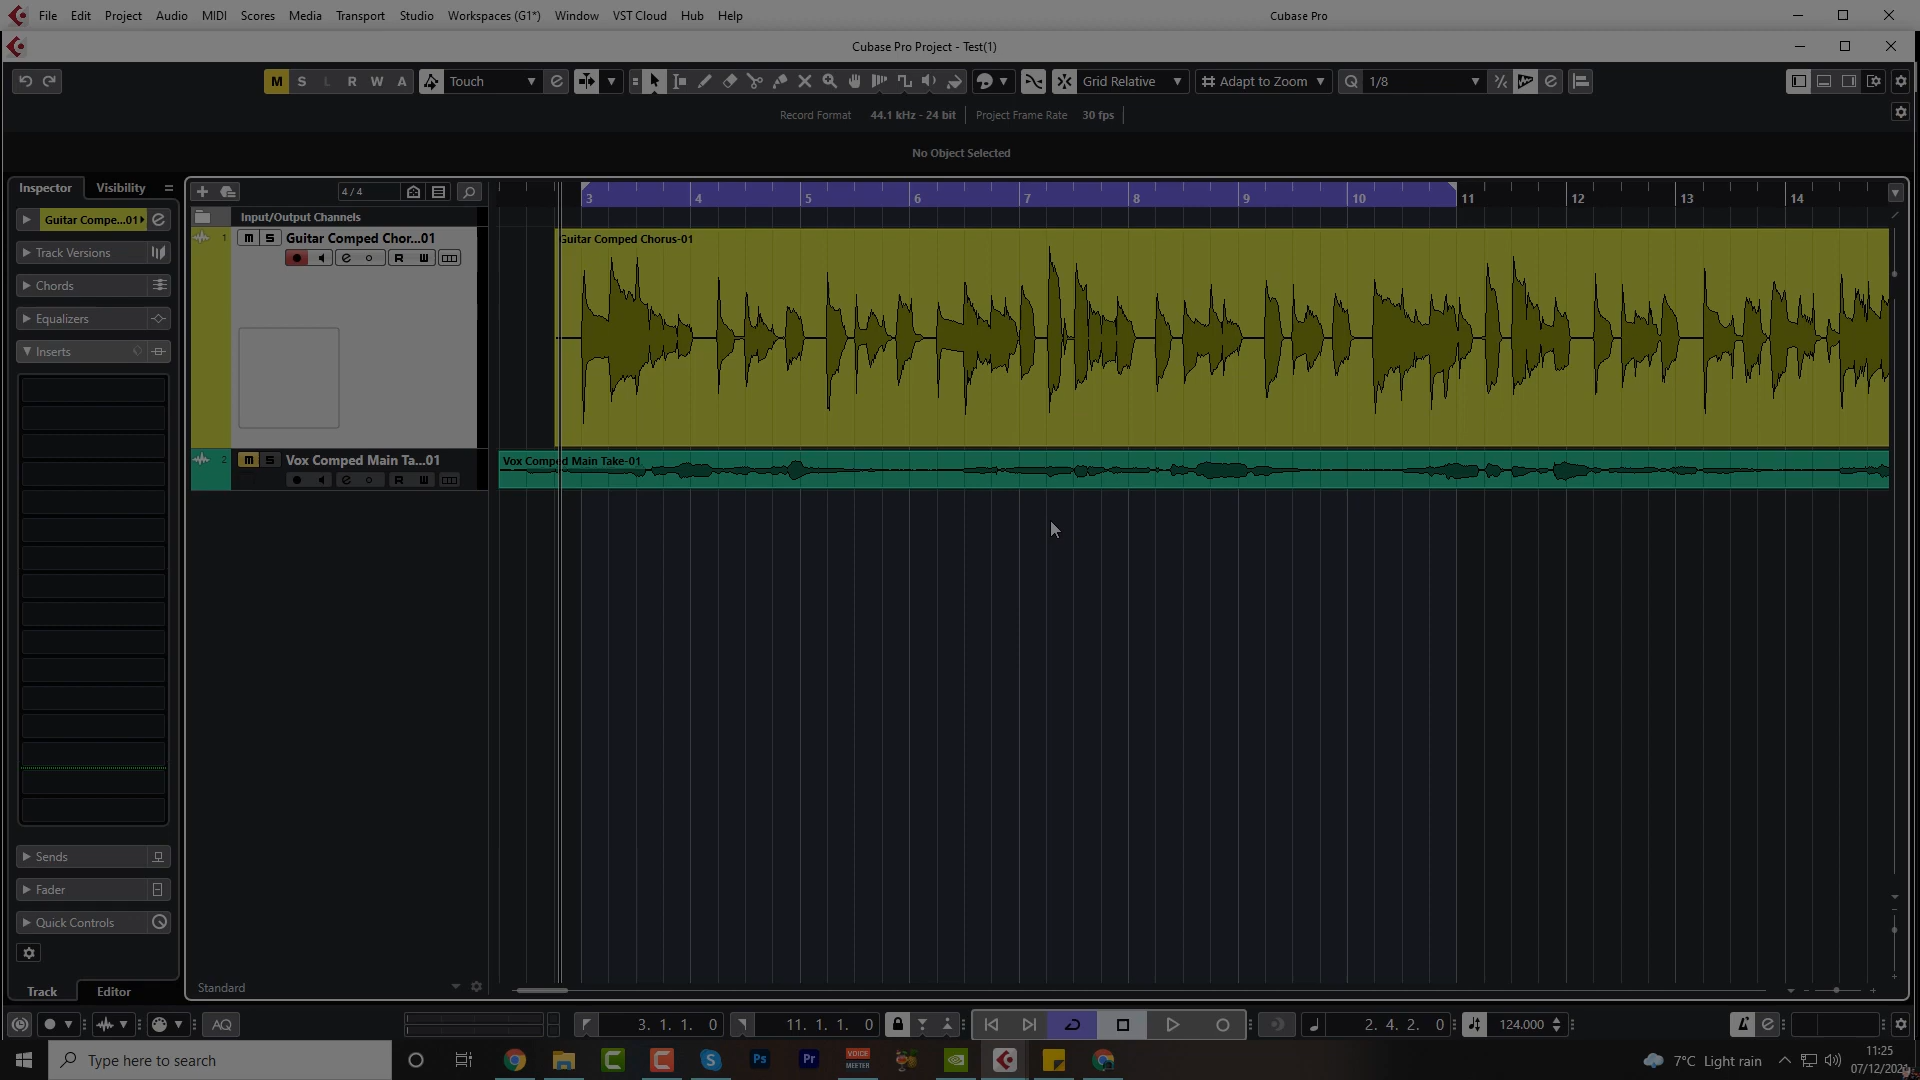 File Edit Project Audio MIDI Scores Media Transport Studio Workspaces (G1*) Window VST Cloud Hub Help Cubase Pro
Cubase Pro Project - Test(1)
M S L R W A Touch Grid Relative Adapt to Zoom Q 1/8
Record Format 44.1 kHz - 24 bit Project Frame Rate 30 fps
No Object Selected
Inspector Visibility
4 / 4
3 4 5 6 7 8 9 10 11 12 13 14
Input/Output Channels
Guitar Compe...01
1 m S Guitar Comped Chor...01
R W
Guitar Comped Chorus-01
Track Versions
Chords
Equalizers
Inserts
2 m S Vox Comped Main Ta...01
R W
Vox Comped Main Take-01
Sends
Fader
Quick Controls
Track Editor
Standard
AQ 3. 1. 1. 0 11. 1. 1. 0 2. 4. 2. 0 124.000
Type here to search
Ps Pr VOICE MEETER
7°C Light rain
11:25